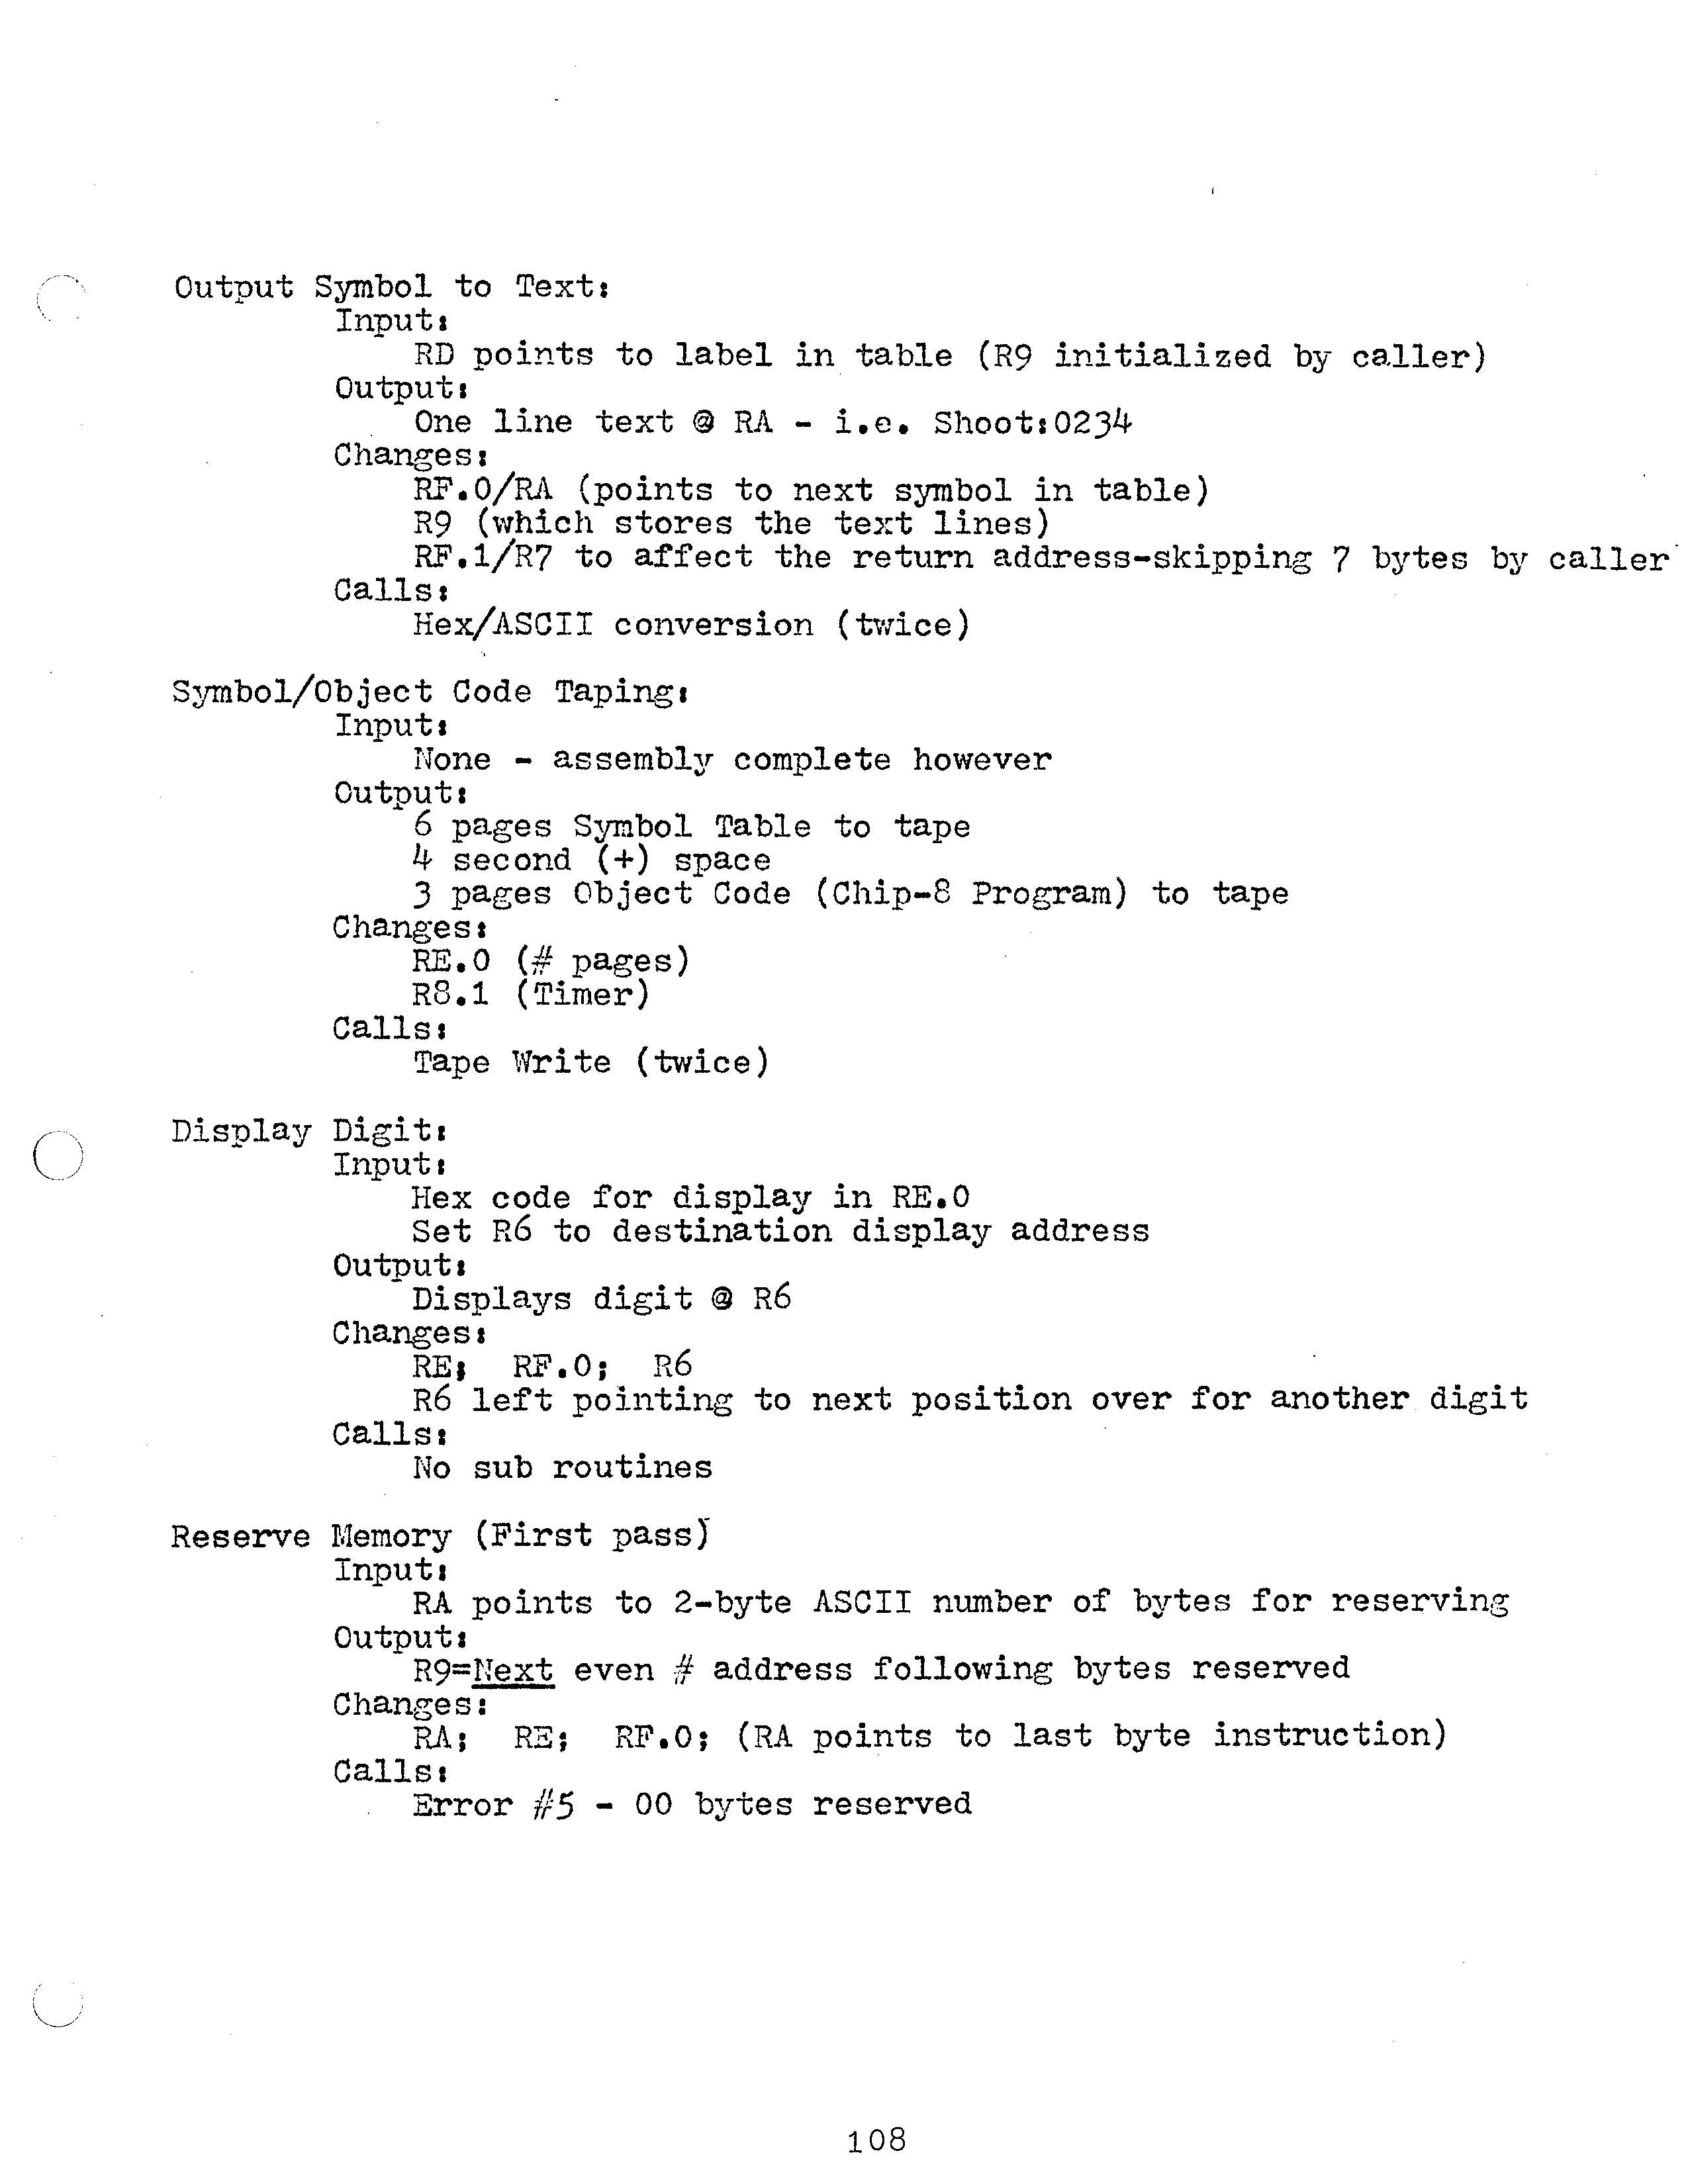 Output Symbol to Text:
Input:
RD points to label in table (R9 initialized by caller)
Output:
One line text @ RA - i.e. Shoot:0234
Changes:
RF.0/RA (points to next symbol in table)
R9 (which stores the text lines)
RF.1/R7 to affect the return address-skipping 7 bytes by caller
Calls:
Hex/ASCII conversion (twice)
Symbol/Object Code Taping:
Input:
None - assembly complete however
Output:
6 pages Symbol Table to tape
4 second (+) space
3 pages Object Code (Chip-8 Program) to tape
Changes:
RE.0 (# pages)
R8.1 (Timer)
Calls:
Tape Write (twice)
Display Digit:
Input:
Hex code for display in RE.0
Set R6 to destination display address
Output:
Displays digit @ R6
Changes:
RE; RF.0; R6
R6 left pointing to next position over for another digit
Calls:
No sub routines
Reserve Memory (First pass)
Input:
RA points to 2-byte ASCII number of bytes for reserving
Output:
R9=Next even # address following bytes reserved
Changes:
RA; RE; RF.0; (RA points to last byte instruction)
Calls:
Error #5 - 00 bytes reserved
108